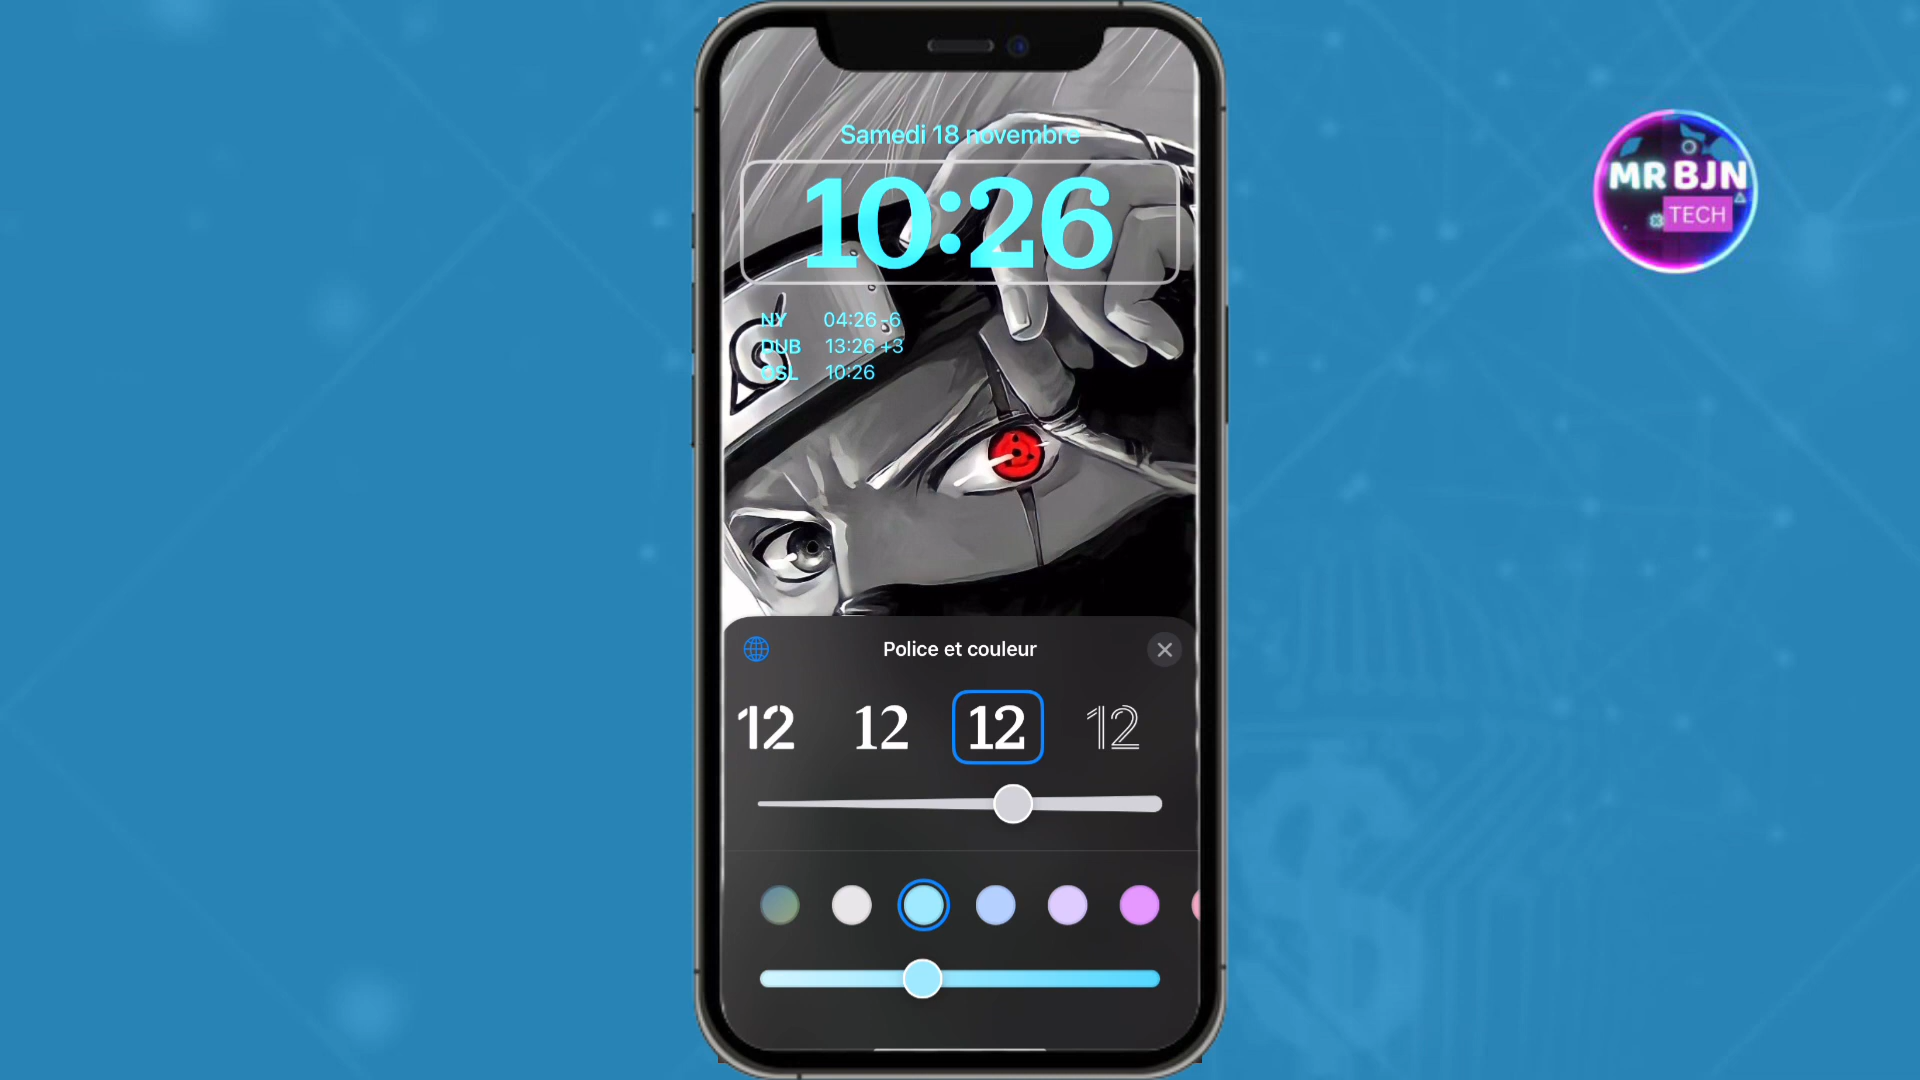 Samedi 18 novembre
10:26
NY 04:26 -6
DUB 13:26 +3
OSL 10:26
MR BJN
TECH
Police et couleur
12 12 12 12